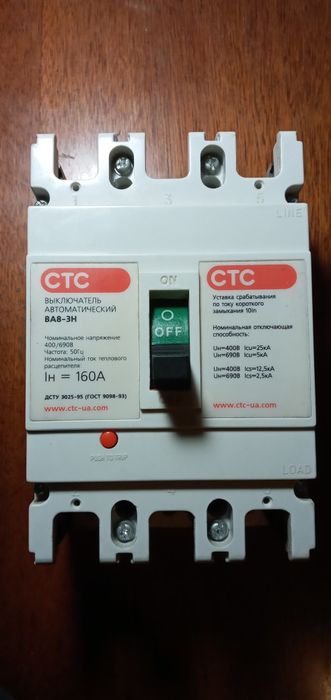 1 3 5
LINE
СТС
ВЫКЛЮЧАТЕЛЬ
АВТОМАТИЧЕСКИЙ
ВА8-3Н
Номинальное напряжение
400/690В
Частота: 50Гц
Номинальный ток теплового
расцепителя:
Iн = 160А
ДСТУ 3025-95 (ГОСТ 9098-93)
www.ctc-ua.com
ON
O
OFF
СТС
Уставка срабатывания
по току короткого
замыкания 10In
Номинальная отключающая
способность:
Uн=400В Icu=25кА
Uн=690В Icu=5кА
Uн=400В Ics=12,5кА
Uн=690В Ics=2,5кА
www.ctc-ua.com
PUSH TO TRIP
LOAD